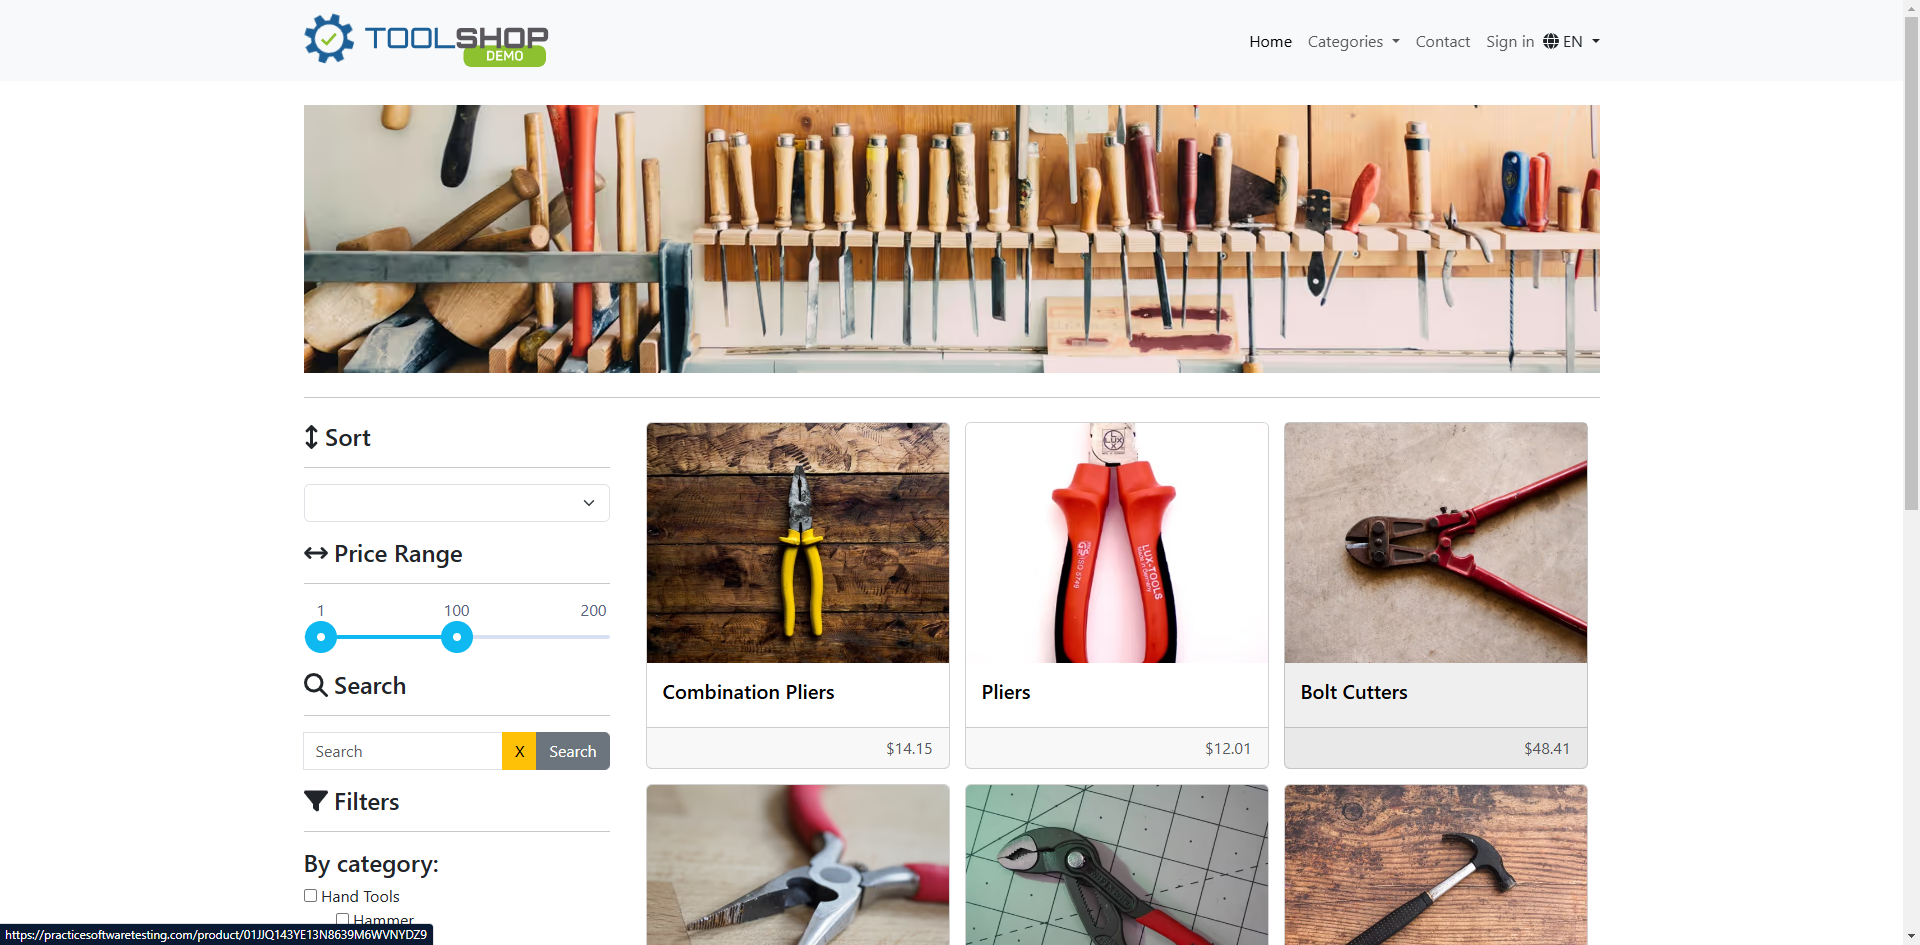 TOOLSHOP
DEMO
Home
Categories
Contact
Sign in
EN
Sort
Price Range
1
100
200
Search
Search
X
Search
Filters
By category:
Hand Tools
Hammer
Combination Pliers
$14.15
LUX-TOOLS
Pliers
$12.01
Bolt Cutters
$48.41
https://practicesoftwaretesting.com/product/01JJQ143YE13N8639M6WVNYDZ9